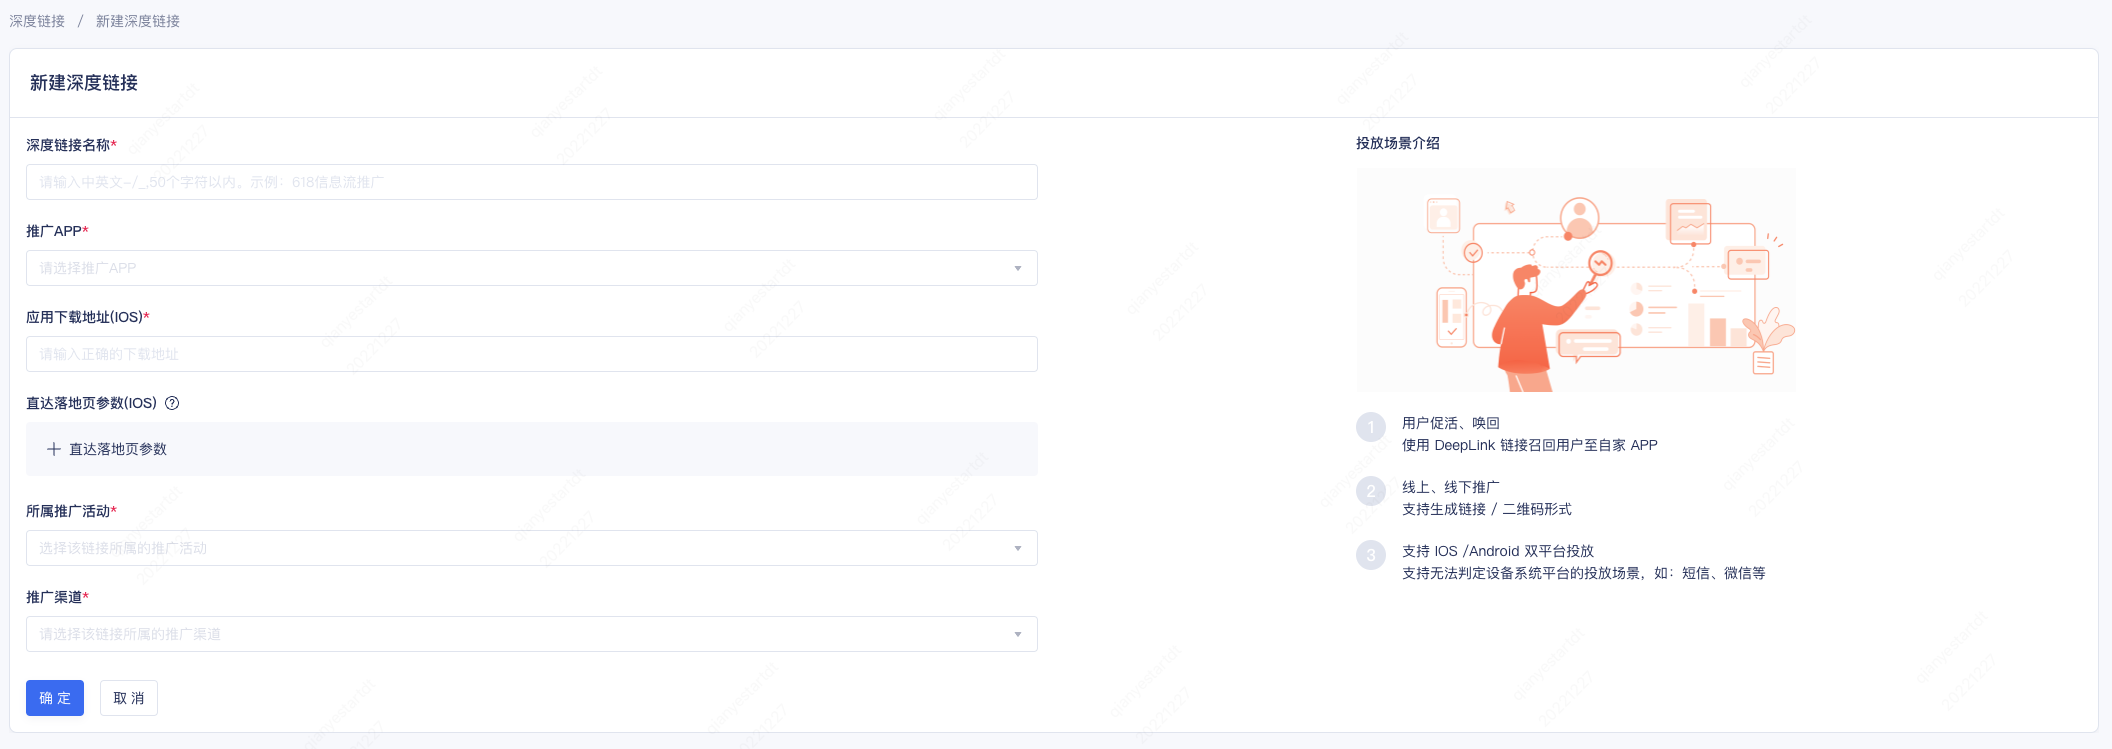 深度链接 / 新建深度链接
新建深度链接
深度链接名称*
请输入中英文-/_,50个字符以内。示例：618信息流推广
推广APP*
请选择推广APP
应用下载地址(IOS)*
请输入正确的下载地址
直达落地页参数(IOS) ?
+ 直达落地页参数
所属推广活动*
选择该链接所属的推广活动
推广渠道*
请选择该链接所属的推广渠道
确 定 取 消
投放场景介绍
1 用户促活、唤回
使用 DeepLink 链接召回用户至自家 APP
2 线上、线下推广
支持生成链接 / 二维码形式
3 支持 IOS /Android 双平台投放
支持无法判定设备系统平台的投放场景，如：短信、微信等
qianyestartdt
20221227